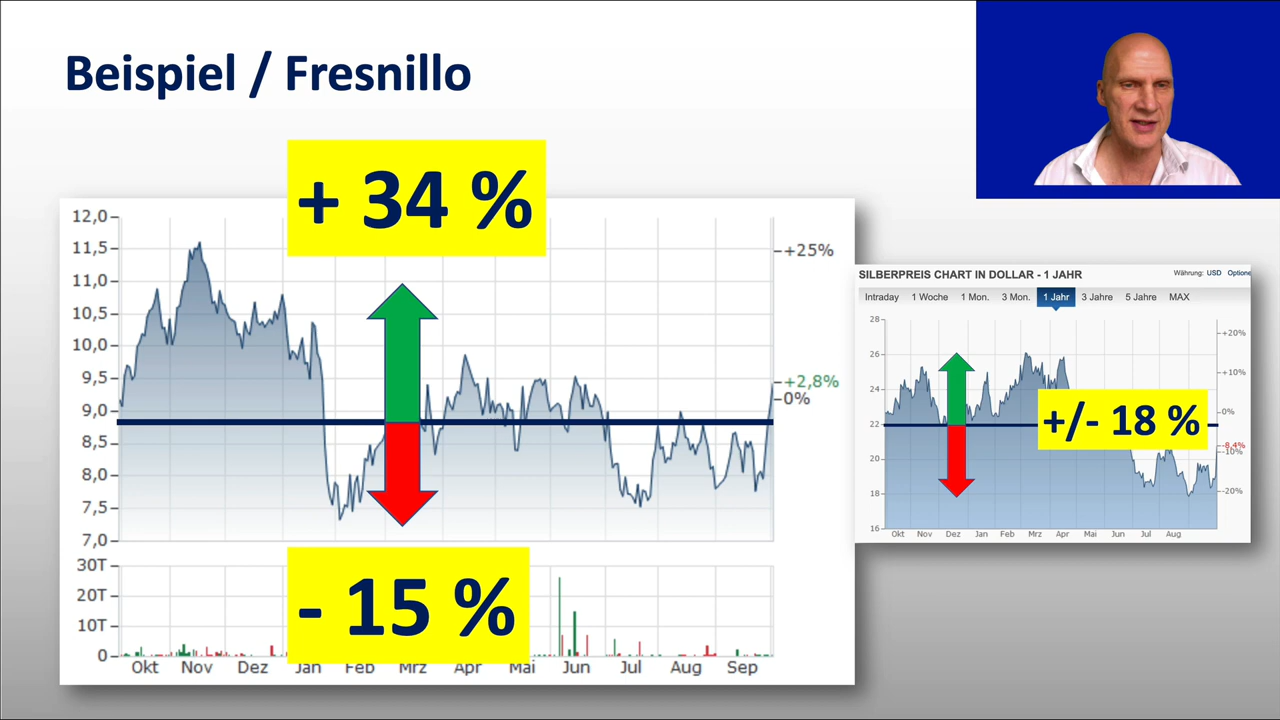 Beispiel / Fresnillo
+ 34 %
12,0
11,5
11,0
10,5
10,0
9,5
9,0
8,5
8,0
7,5
7,0
+25%
+2,8%
0%
- 15 %
30T
20T
10T
0
Okt Nov Dez Jan Feb Mrz Apr Mai Jun Jul Aug Sep
SILBERPREIS CHART IN DOLLAR - 1 JAHR
Währung: USD Optione
Intraday 1 Woche 1 Mon. 3 Mon. 1 Jahr 3 Jahre 5 Jahre MAX
28
26
24
22
20
18
16
+20%
+10%
0%
-8,4%
-10%
-20%
+/- 18 %
Okt Nov Dez Jan Feb Mrz Apr Mai Jun Jul Aug